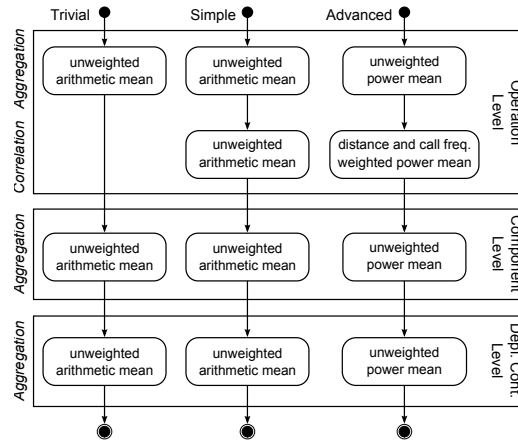 Trivial Simple Advanced
Aggregation
unweighted
arithmetic mean
unweighted
arithmetic mean
unweighted
power mean
Operation
Level
Correlation
unweighted
arithmetic mean
distance and call freq.
weighted power mean
Aggregation
unweighted
arithmetic mean
unweighted
arithmetic mean
unweighted
power mean
Component
Level
Aggregation
unweighted
arithmetic mean
unweighted
arithmetic mean
unweighted
power mean
Depl. Cont.
Level